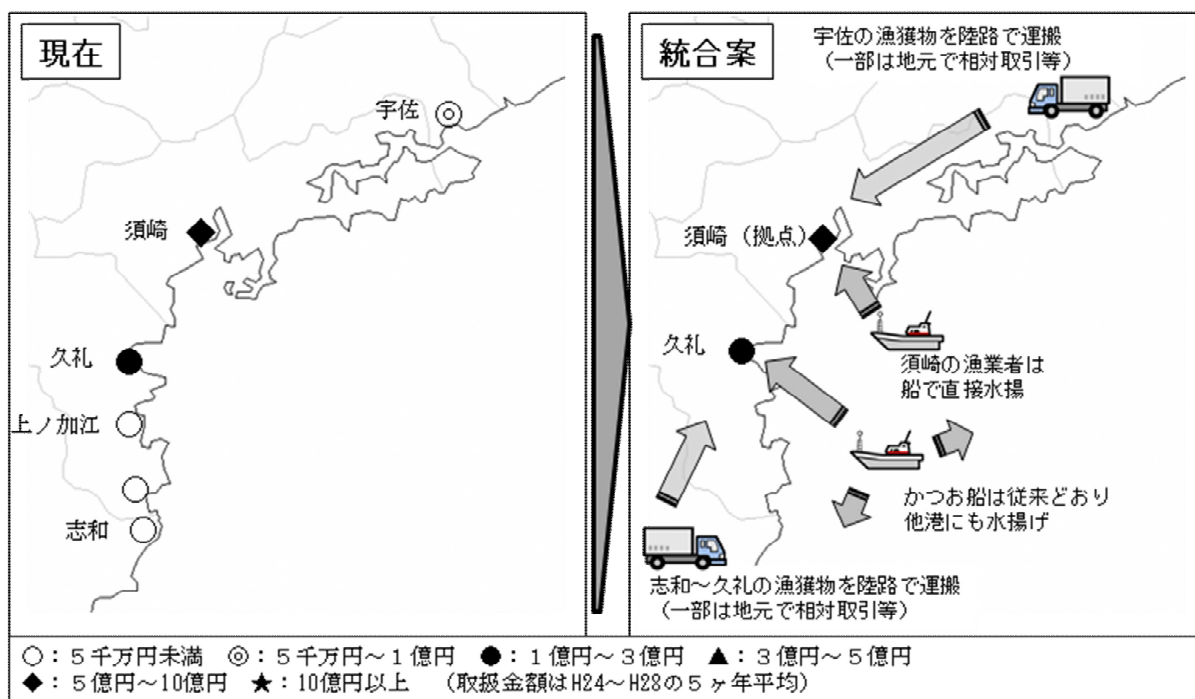 現在
宇佐
須崎
久礼
上ノ加江
志和
統合案
宇佐の漁獲物を陸路で運搬
（一部は地元で相対取引等）
須崎（拠点）
久礼
須崎の漁業者は
船で直接水揚
かつお船は従来どおり
他港にも水揚げ
志和～久礼の漁獲物を陸路で運搬
（一部は地元で相対取引等）
○：５千万円未満　◎：５千万円～１億円　●：１億円～３億円　▲：３億円～５億円
◆：５億円～10億円　★：10億円以上　（取扱金額はH24～H28の５ヶ年平均）